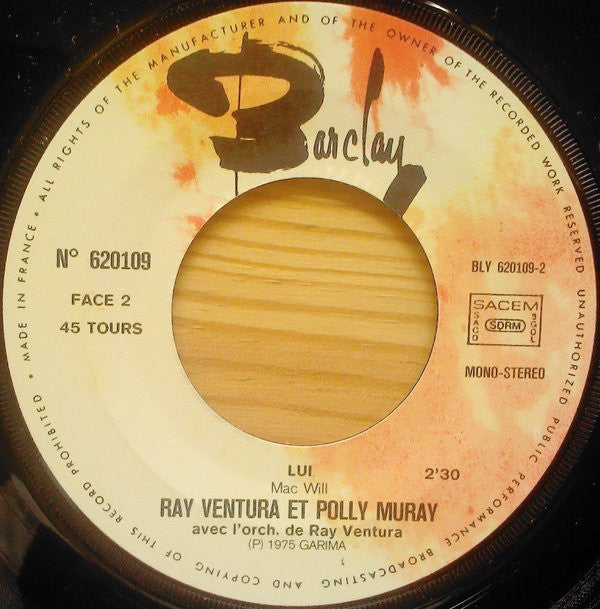 Barclay
ALL RIGHTS OF THE MANUFACTURER AND OF THE OWNER OF THE RECORDED WORK RESERVED UNAUTHORIZED PUBLIC PERFORMANCE BROADCASTING AND COPYING OF THIS RECORD PROHIBITED • MADE IN FRANCE •
N° 620109
FACE 2
45 TOURS
BLY 620109-2
SACEM
SACD SDRM SGDL
MONO-STEREO
LUI 2'30
Mac Will
RAY VENTURA ET POLLY MURAY
avec l'orch. de Ray Ventura
(P) 1975 GARIMA